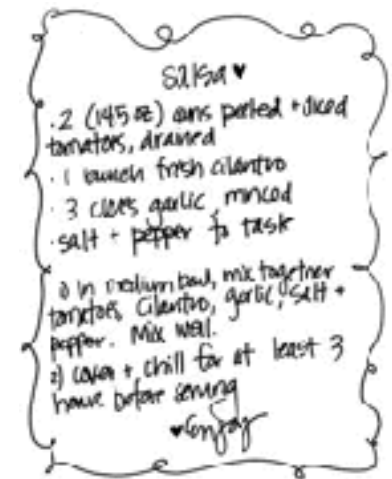 salsa ♥
· 2 (145 oz) cans peeled + diced
tomatoes, drained
· 1 bunch fresh cilantro
· 3 cloves garlic, minced
· salt + pepper to taste
1) In medium bowl, mix together
tomatoes, cilantro, garlic, salt +
pepper. Mix well.
2) cover + chill for at least 3
hours before serving
♥ enjoy